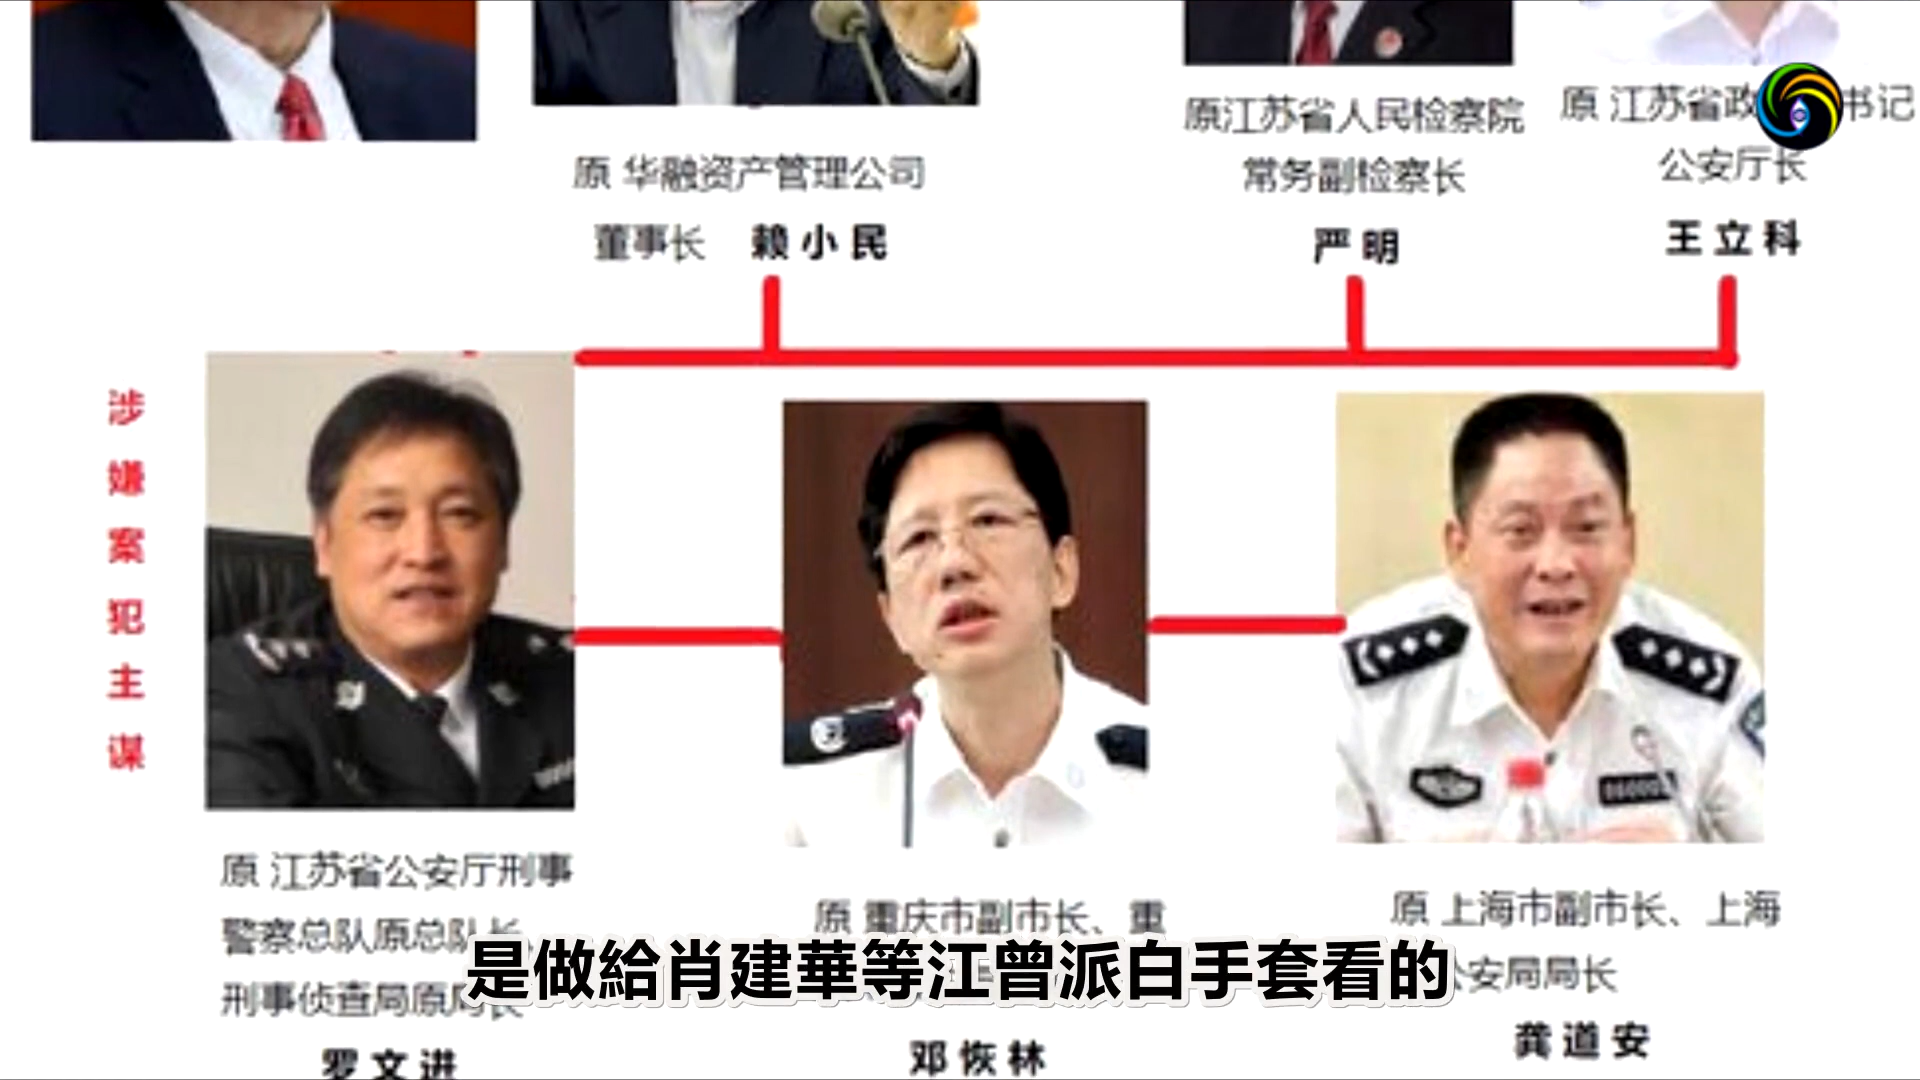 原 华融资产管理公司
董事长 赖小民
原江苏省人民检察院
常务副检察长
严明
原 江苏省政 书记
公安厅长
王立科
涉嫌案犯主谋
原 江苏省公安厅刑事
警察总队原总队长
刑事侦查局原局长
罗文进
原 重庆市副市长、重
邓恢林
原 上海市副市长、上海
公安局局长
龚道安
是做給肖建華等江曾派白手套看的